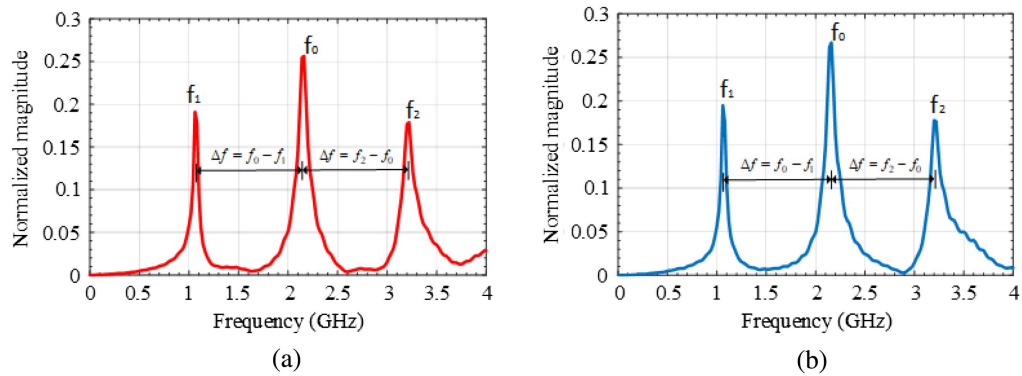 0.3
0.25
0.2
0.15
0.1
0.05
0
Normalized magnitude
f₁
f₀
f₂
Δf = f₀ − f₁
Δf = f₂ − f₀
0 0.5 1 1.5 2 2.5 3 3.5 4
Frequency (GHz)
(a)
0.3
0.25
0.2
0.15
0.1
0.05
0
Normalized magnitude
f₁
f₀
f₂
Δf = f₀ − f₁
Δf = f₂ − f₀
0 0.5 1 1.5 2 2.5 3 3.5 4
Frequency (GHz)
(b)